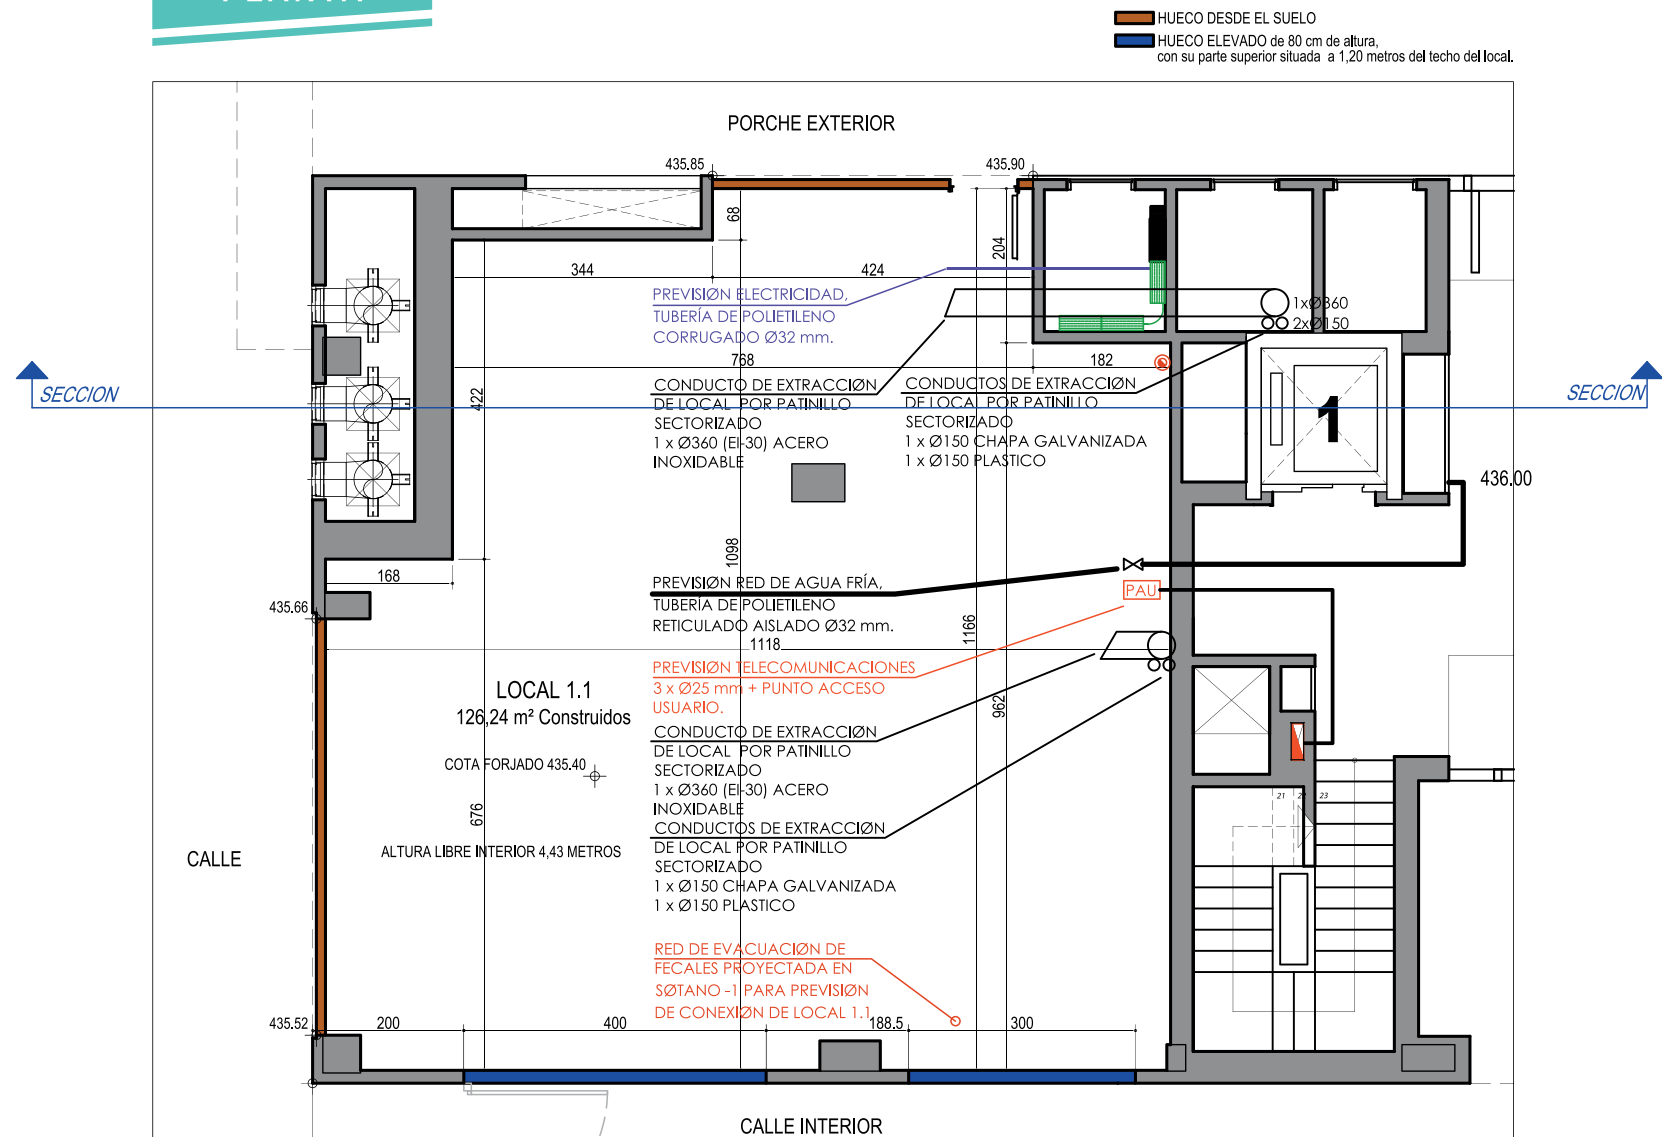 HUECO DESDE EL SUELO
HUECO ELEVADO de 80 cm de altura,
con su parte superior situada a 1,20 metros del techo del local.
PORCHE EXTERIOR
435.85
435.90
68
204
344
424
PREVISIØN ELECTRICIDAD,
TUBERÍA DE POLIETILENO
CORRUGADO Ø32 mm.
1xØ360
2xØ150
768
182
SECCION
SECCION
422
CONDUCTO DE EXTRACCIØN
DE LOCAL POR PATINILLO
SECTORIZADO
1 x Ø360 (EI-30) ACERO
INOXIDABLE
CONDUCTOS DE EXTRACCIØN
DE LOCAL POR PATINILLO
SECTORIZADO
1 x Ø150 CHAPA GALVANIZADA
1 x Ø150 PLASTICO
1
436.00
1098
168
435.66
PREVISIØN RED DE AGUA FRÍA,
TUBERÍA DE POLIETILENO
RETICULADO AISLADO Ø32 mm.
PAU
1166
1118
PREVISIØN TELECOMUNICACIONES
3 x Ø25 mm + PUNTO ACCESO
USUARIO.
LOCAL 1.1
126,24 m² Construidos
962
CONDUCTO DE EXTRACCIØN
DE LOCAL POR PATINILLO
SECTORIZADO
1 x Ø360 (EI-30) ACERO
INOXIDABLE
COTA FORJADO 435.40
676
21
23
CONDUCTOS DE EXTRACCIØN
DE LOCAL POR PATINILLO
SECTORIZADO
1 x Ø150 CHAPA GALVANIZADA
1 x Ø150 PLASTICO
ALTURA LIBRE INTERIOR 4,43 METROS
CALLE
RED DE EVACUACIØN DE
FECALES PROYECTADA EN
SØTANO -1 PARA PREVISIØN
DE CONEXIØN DE LOCAL 1.1
435.52
200
400
188.5
300
CALLE INTERIOR